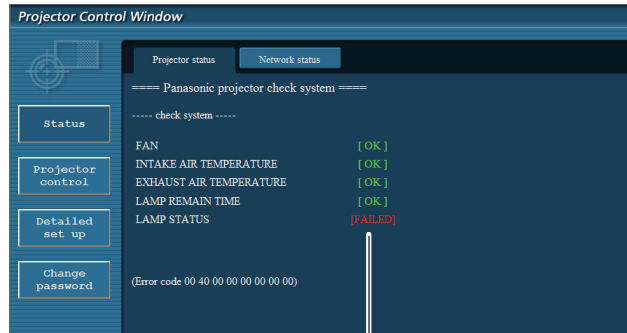 Projector Control Window
Projector status
Network status
==== Panasonic projector check system ====
----- check system -----
Status
FAN [ OK ]
INTAKE AIR TEMPERATURE [ OK ]
Projector
control
EXHAUST AIR TEMPERATURE [ OK ]
LAMP REMAIN TIME [ OK ]
LAMP STATUS [FAILED]
Detailed
set up
Change
password
(Error code 00 40 00 00 00 00 00 00)